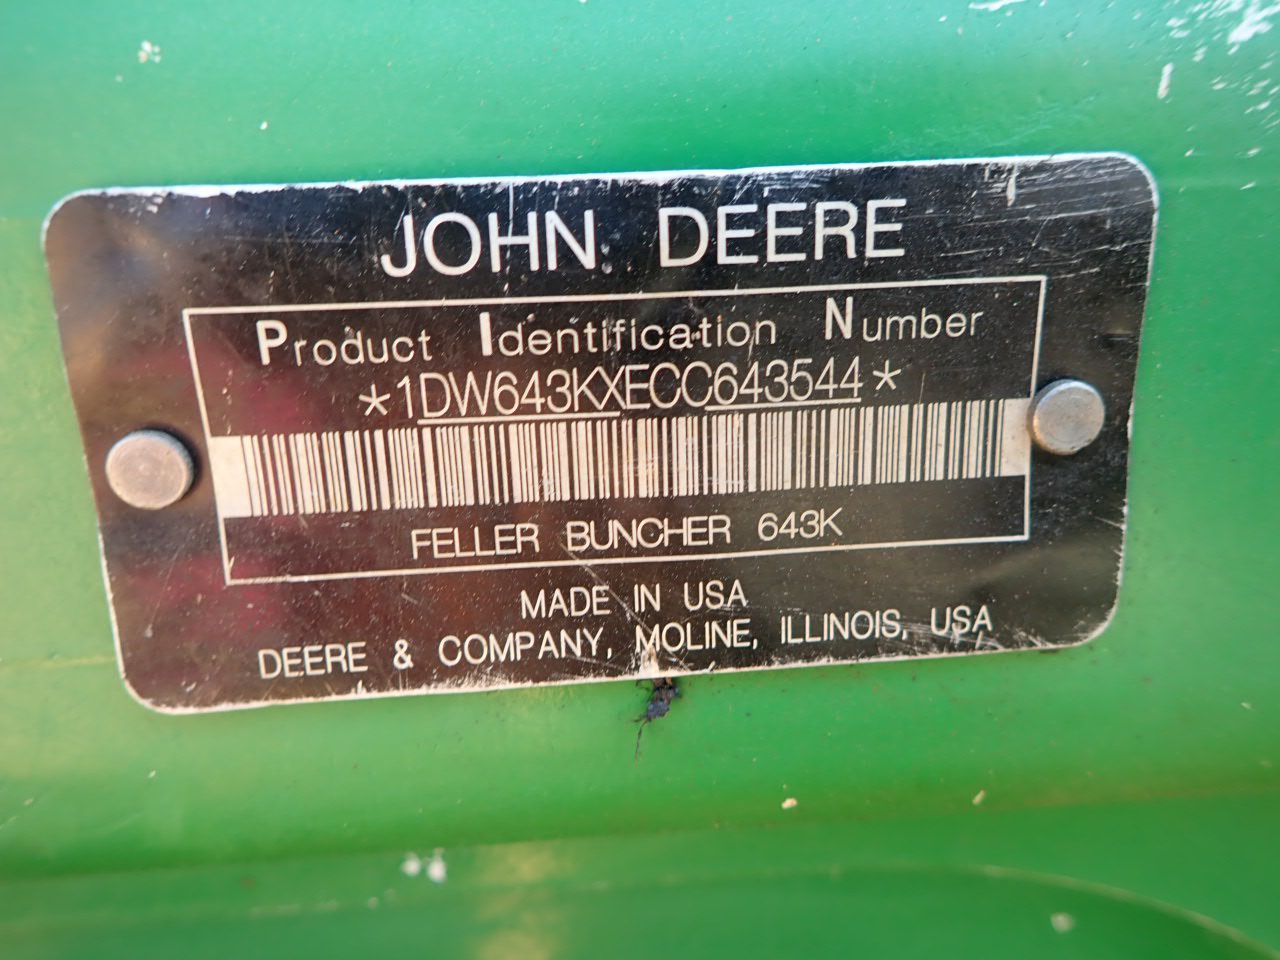 JOHN DEERE
Product Identification Number
*1DW643KXECC643544*
FELLER BUNCHER 643K
MADE IN USA
DEERE & COMPANY, MOLINE, ILLINOIS, USA